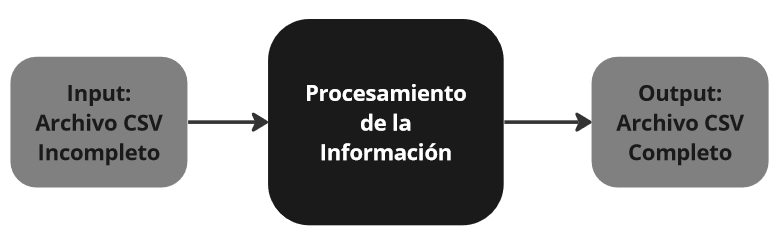 Input:
Archivo CSV
Incompleto
Procesamiento
de la
Información
Output:
Archivo CSV
Completo